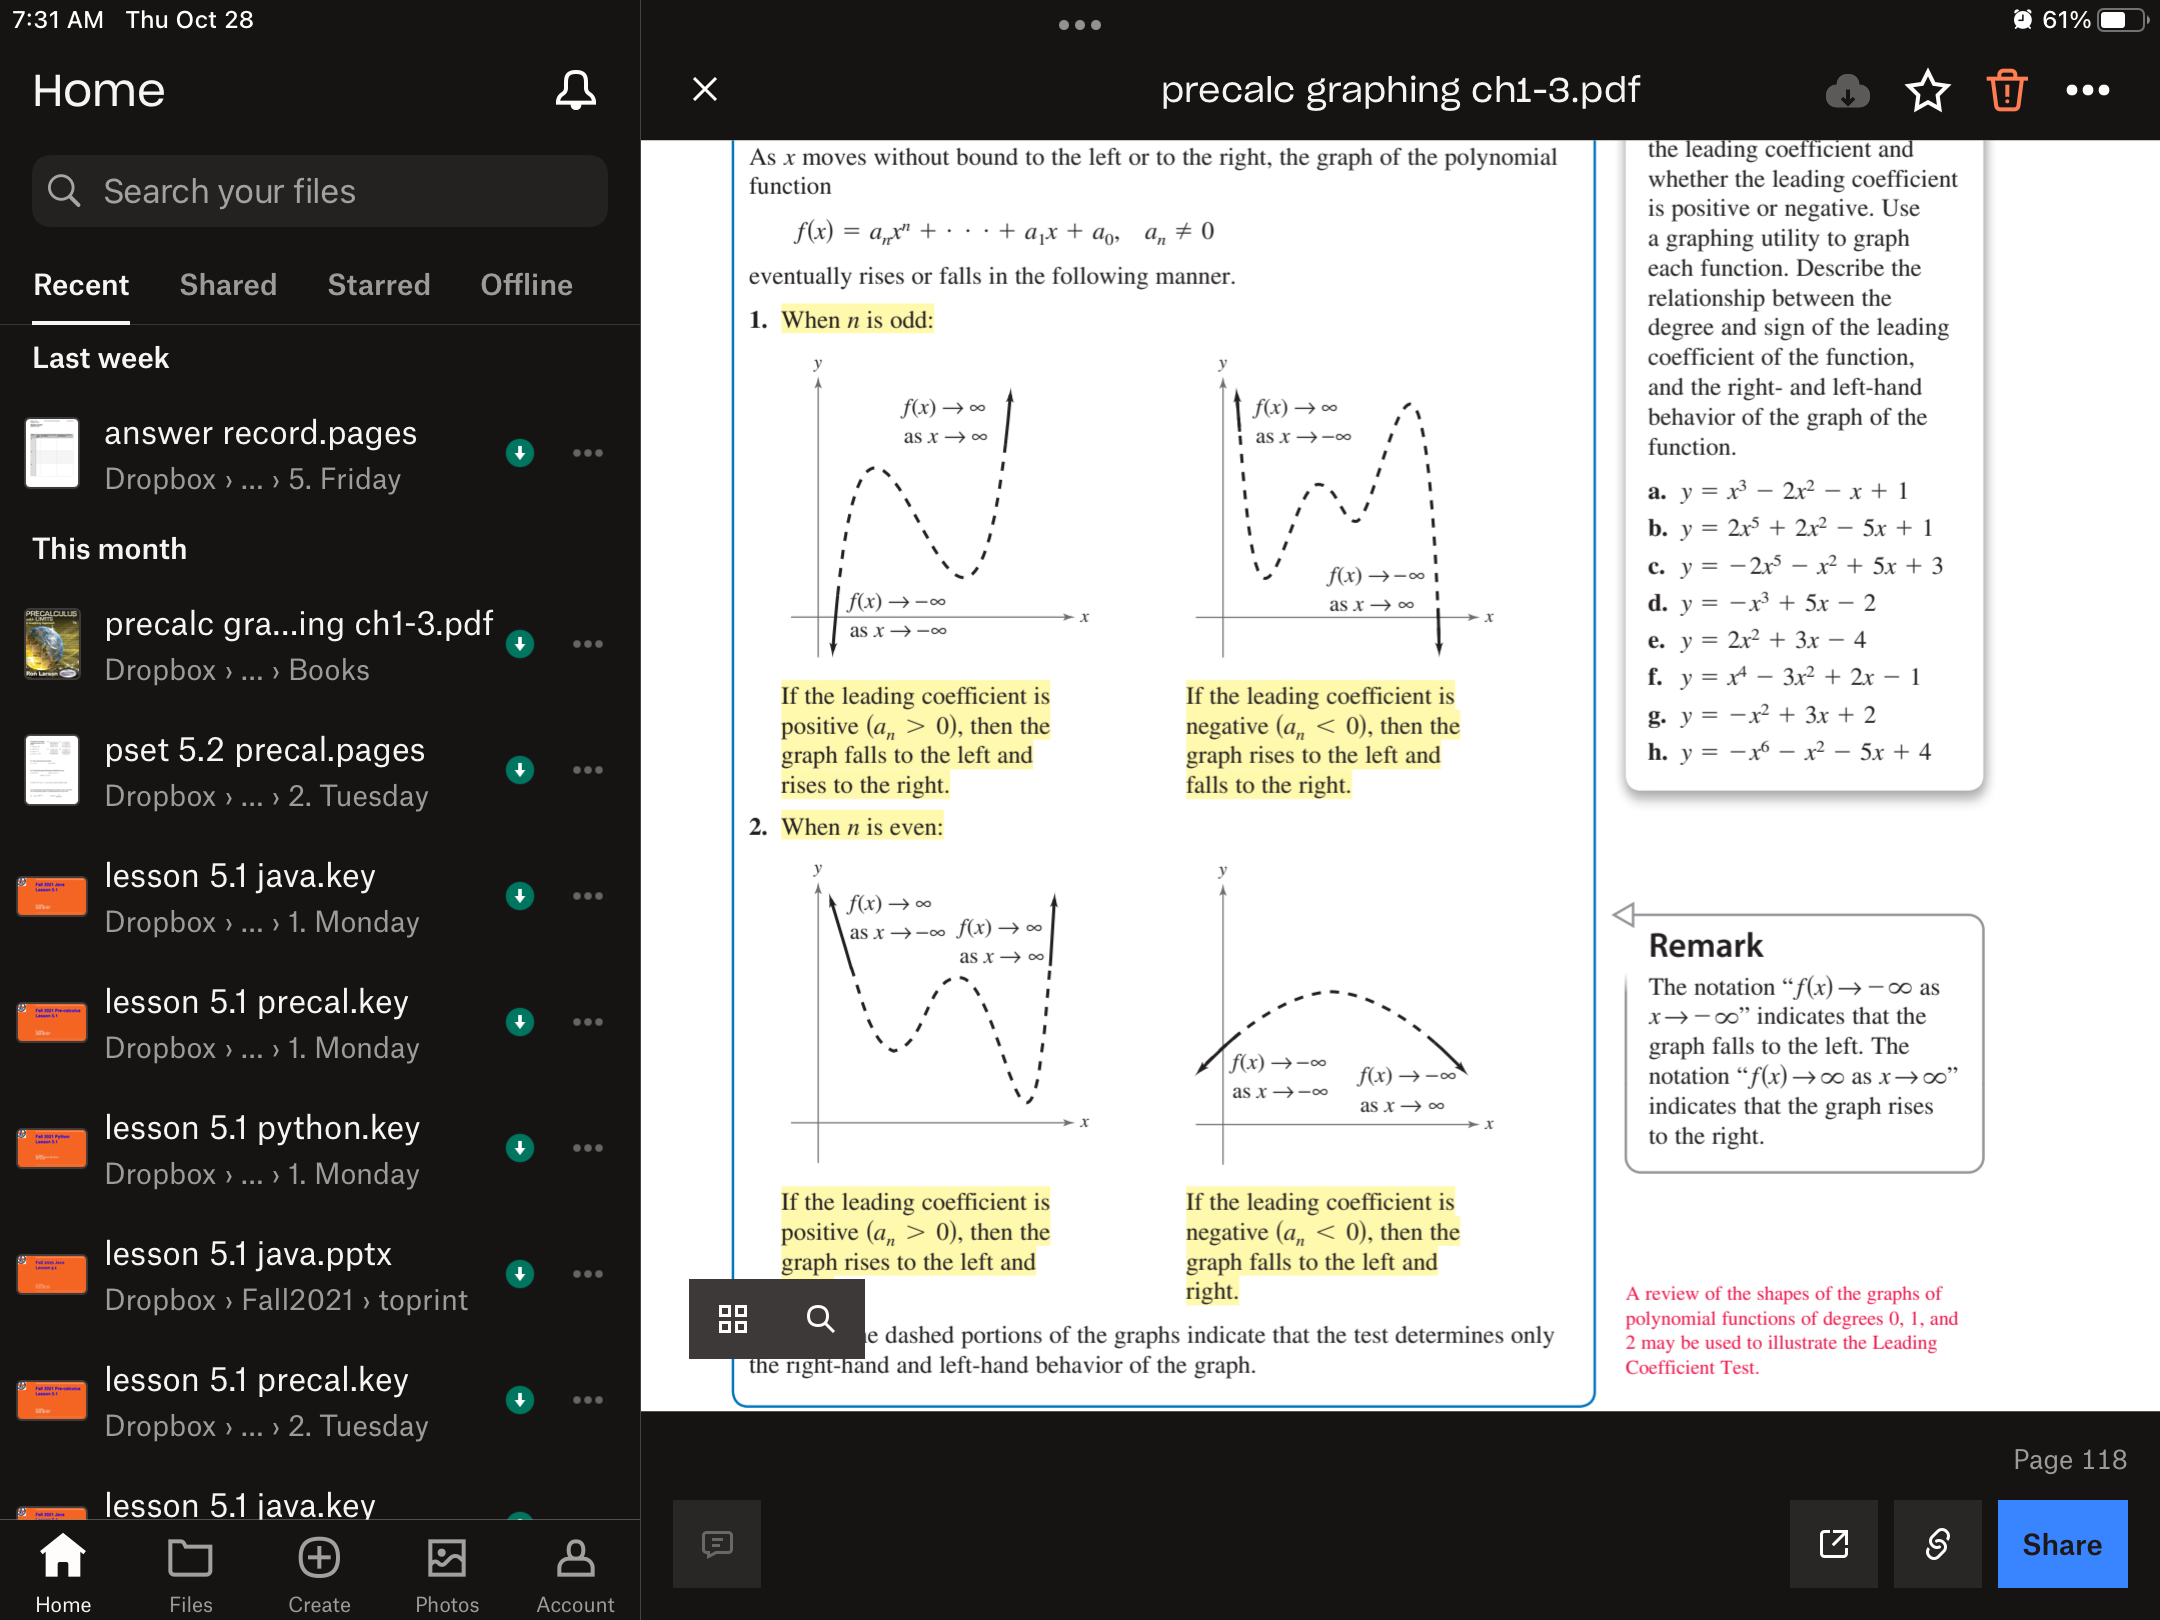 7:31 AM Thu Oct 28
61%
Home
Search your files
Recent Shared Starred Offline
Last week
answer record.pages
Dropbox › ... › 5. Friday
This month
precalc gra...ing ch1-3.pdf
Dropbox › ... › Books
pset 5.2 precal.pages
Dropbox › ... › 2. Tuesday
lesson 5.1 java.key
Dropbox › ... › 1. Monday
lesson 5.1 precal.key
Dropbox › ... › 1. Monday
lesson 5.1 python.key
Dropbox › ... › 1. Monday
lesson 5.1 java.pptx
Dropbox › Fall2021 › toprint
lesson 5.1 precal.key
Dropbox › ... › 2. Tuesday
lesson 5.1 java.key
Home Files Create Photos Account
precalc graphing ch1-3.pdf
As x moves without bound to the left or to the right, the graph of the polynomial
function
f(x) = aₙxⁿ + · · · + a₁x + a₀, aₙ ≠ 0
eventually rises or falls in the following manner.
1. When n is odd:
y
f(x) → ∞
as x → ∞
f(x) → −∞
as x → −∞
x
y
f(x) → ∞
as x → −∞
f(x) → −∞
as x → ∞
x
If the leading coefficient is
positive (aₙ > 0), then the
graph falls to the left and
rises to the right.
If the leading coefficient is
negative (aₙ < 0), then the
graph rises to the left and
falls to the right.
2. When n is even:
y
f(x) → ∞
as x → −∞
f(x) → ∞
as x → ∞
x
y
f(x) → −∞
as x → −∞
f(x) → −∞
as x → ∞
x
If the leading coefficient is
positive (aₙ > 0), then the
graph rises to the left and
If the leading coefficient is
negative (aₙ < 0), then the
graph falls to the left and
right.
dashed portions of the graphs indicate that the test determines only
the right-hand and left-hand behavior of the graph.
the leading coefficient and
whether the leading coefficient
is positive or negative. Use
a graphing utility to graph
each function. Describe the
relationship between the
degree and sign of the leading
coefficient of the function,
and the right- and left-hand
behavior of the graph of the
function.
a. y = x³ − 2x² − x + 1
b. y = 2x⁵ + 2x² − 5x + 1
c. y = −2x⁵ − x² + 5x + 3
d. y = −x³ + 5x − 2
e. y = 2x² + 3x − 4
f. y = x⁴ − 3x² + 2x − 1
g. y = −x² + 3x + 2
h. y = −x⁶ − x² − 5x + 4
Remark
The notation “f(x) → −∞ as
x → −∞” indicates that the
graph falls to the left. The
notation “f(x) → ∞ as x → ∞”
indicates that the graph rises
to the right.
A review of the shapes of the graphs of
polynomial functions of degrees 0, 1, and
2 may be used to illustrate the Leading
Coefficient Test.
Page 118
Share